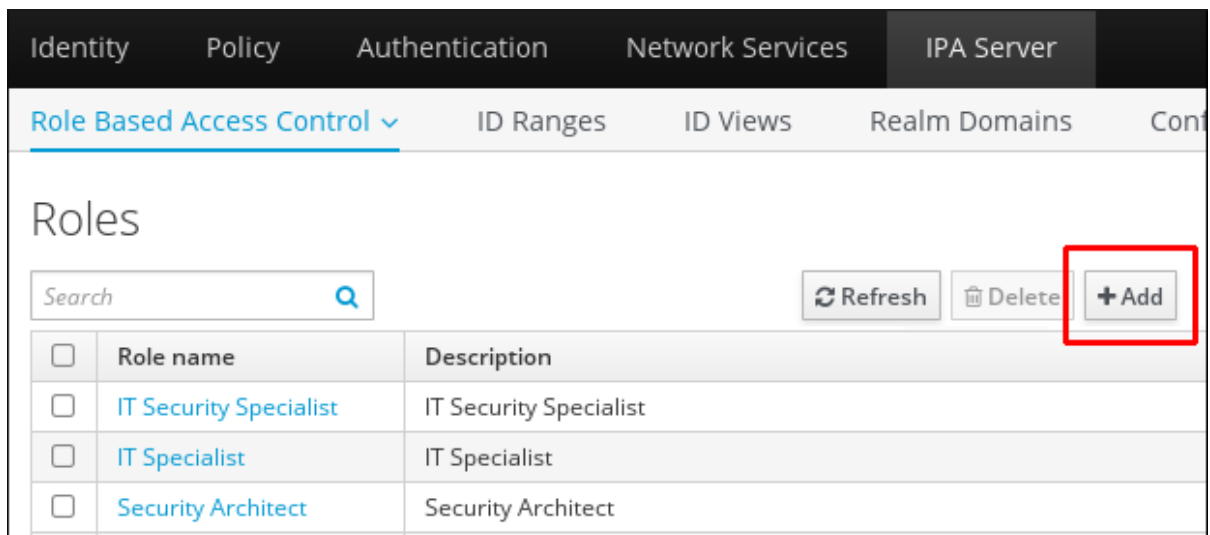 Identity Policy Authentication Network Services IPA Server
Role Based Access Control ID Ranges ID Views Realm Domains Conf
Roles
Search Refresh Delete +Add
Role name Description
IT Security Specialist IT Security Specialist
IT Specialist IT Specialist
Security Architect Security Architect